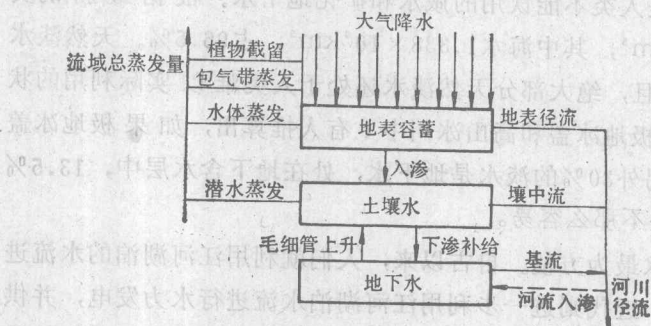 大气降水
植物截留
流域总蒸发量
包气带蒸发
水体蒸发
地表径流
地表容蓄
入渗
潜水蒸发
壤中流
土壤水
毛细管上升
下渗补给
基流
地下水
河流入渗
河川径流